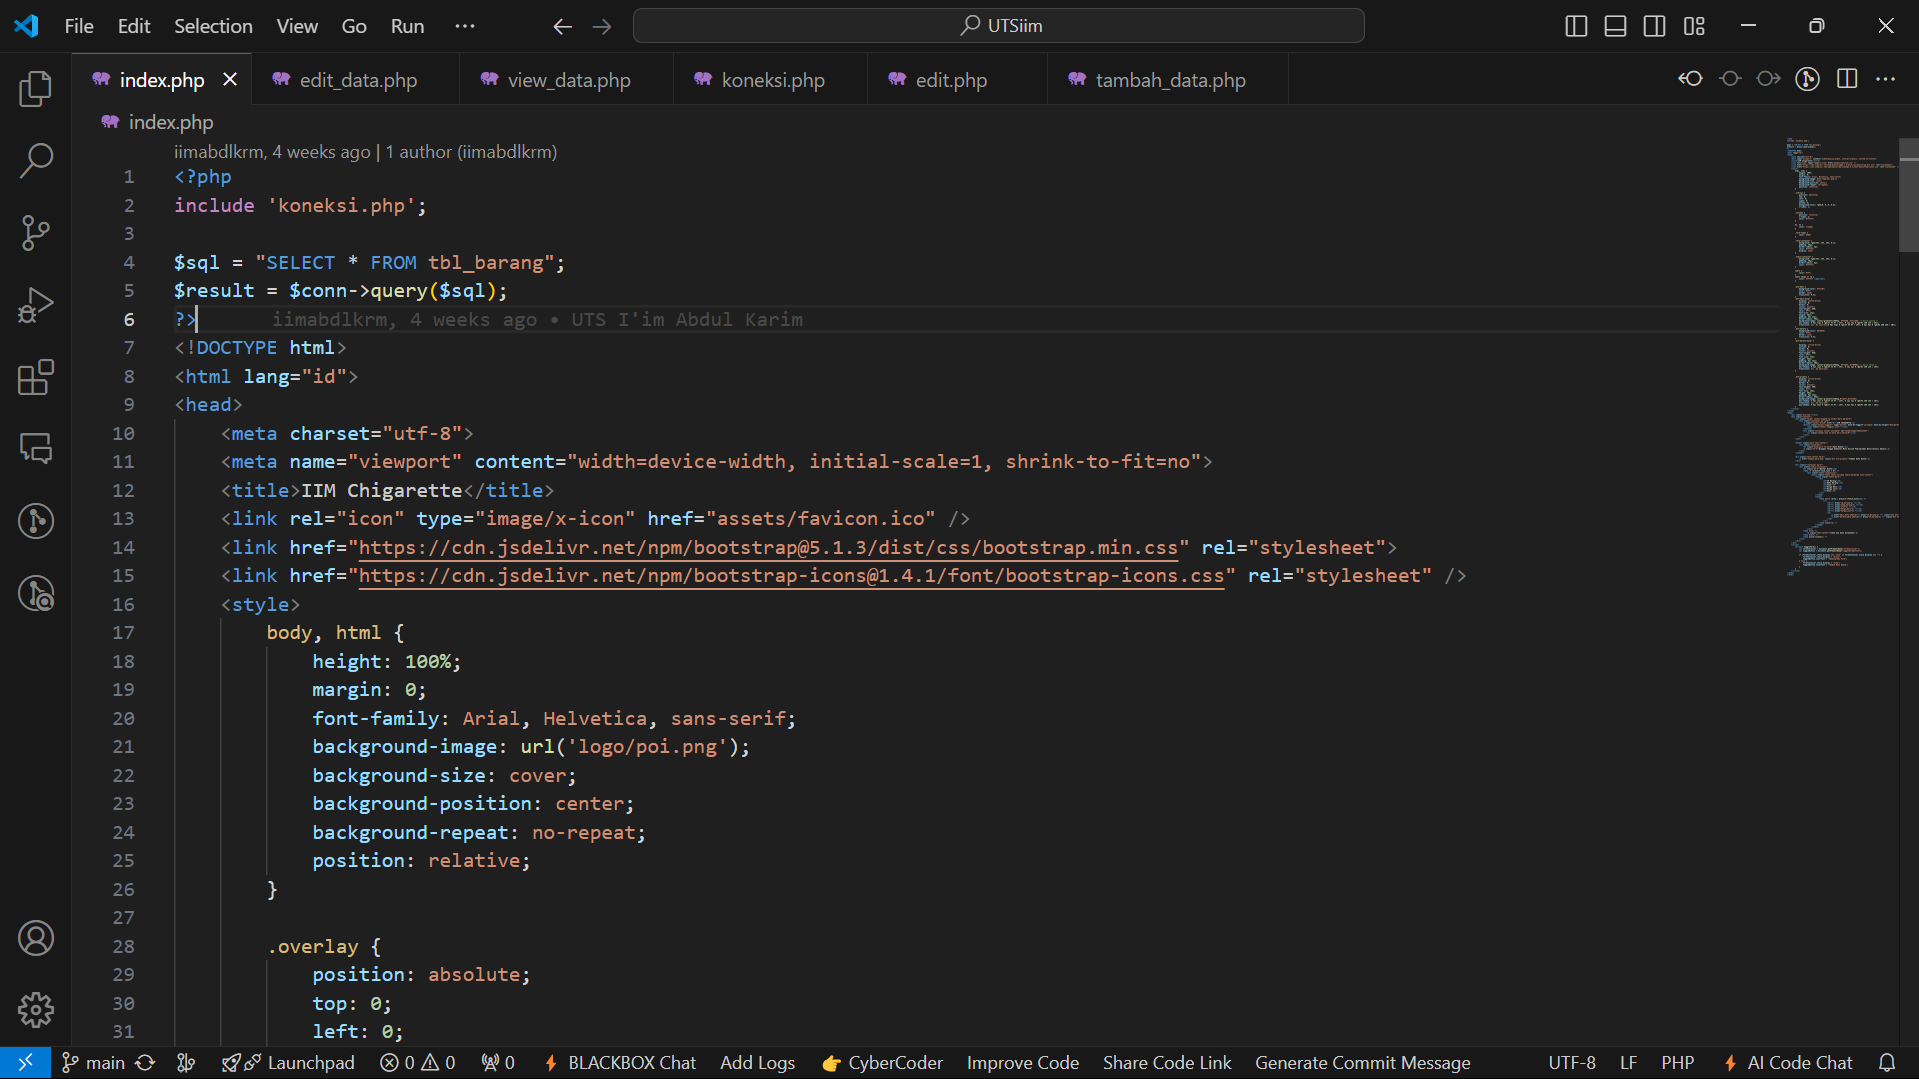 File Edit Selection View Go Run ··· UTSiim
index.php edit_data.php view_data.php koneksi.php edit.php tambah_data.php
index.php
iimabdlkrm, 4 weeks ago | 1 author (iimabdlkrm)
1 <?php
2 include 'koneksi.php';
3
4 $sql = "SELECT * FROM tbl_barang";
5 $result = $conn->query($sql);
6 ?> iimabdlkrm, 4 weeks ago • UTS I'im Abdul Karim
7 <!DOCTYPE html>
8 <html lang="id">
9 <head>
10 <meta charset="utf-8">
11 <meta name="viewport" content="width=device-width, initial-scale=1, shrink-to-fit=no">
12 <title>IIM Chigarette</title>
13 <link rel="icon" type="image/x-icon" href="assets/favicon.ico" />
14 <link href="https://cdn.jsdelivr.net/npm/bootstrap@5.1.3/dist/css/bootstrap.min.css" rel="stylesheet">
15 <link href="https://cdn.jsdelivr.net/npm/bootstrap-icons@1.4.1/font/bootstrap-icons.css" rel="stylesheet" />
16 <style>
17 body, html {
18 height: 100%;
19 margin: 0;
20 font-family: Arial, Helvetica, sans-serif;
21 background-image: url('logo/poi.png');
22 background-size: cover;
23 background-position: center;
24 background-repeat: no-repeat;
25 position: relative;
26 }
27
28 .overlay {
29 position: absolute;
30 top: 0;
31 left: 0;
main Launchpad 0 0 0 BLACKBOX Chat Add Logs CyberCoder Improve Code Share Code Link Generate Commit Message UTF-8 LF PHP AI Code Chat